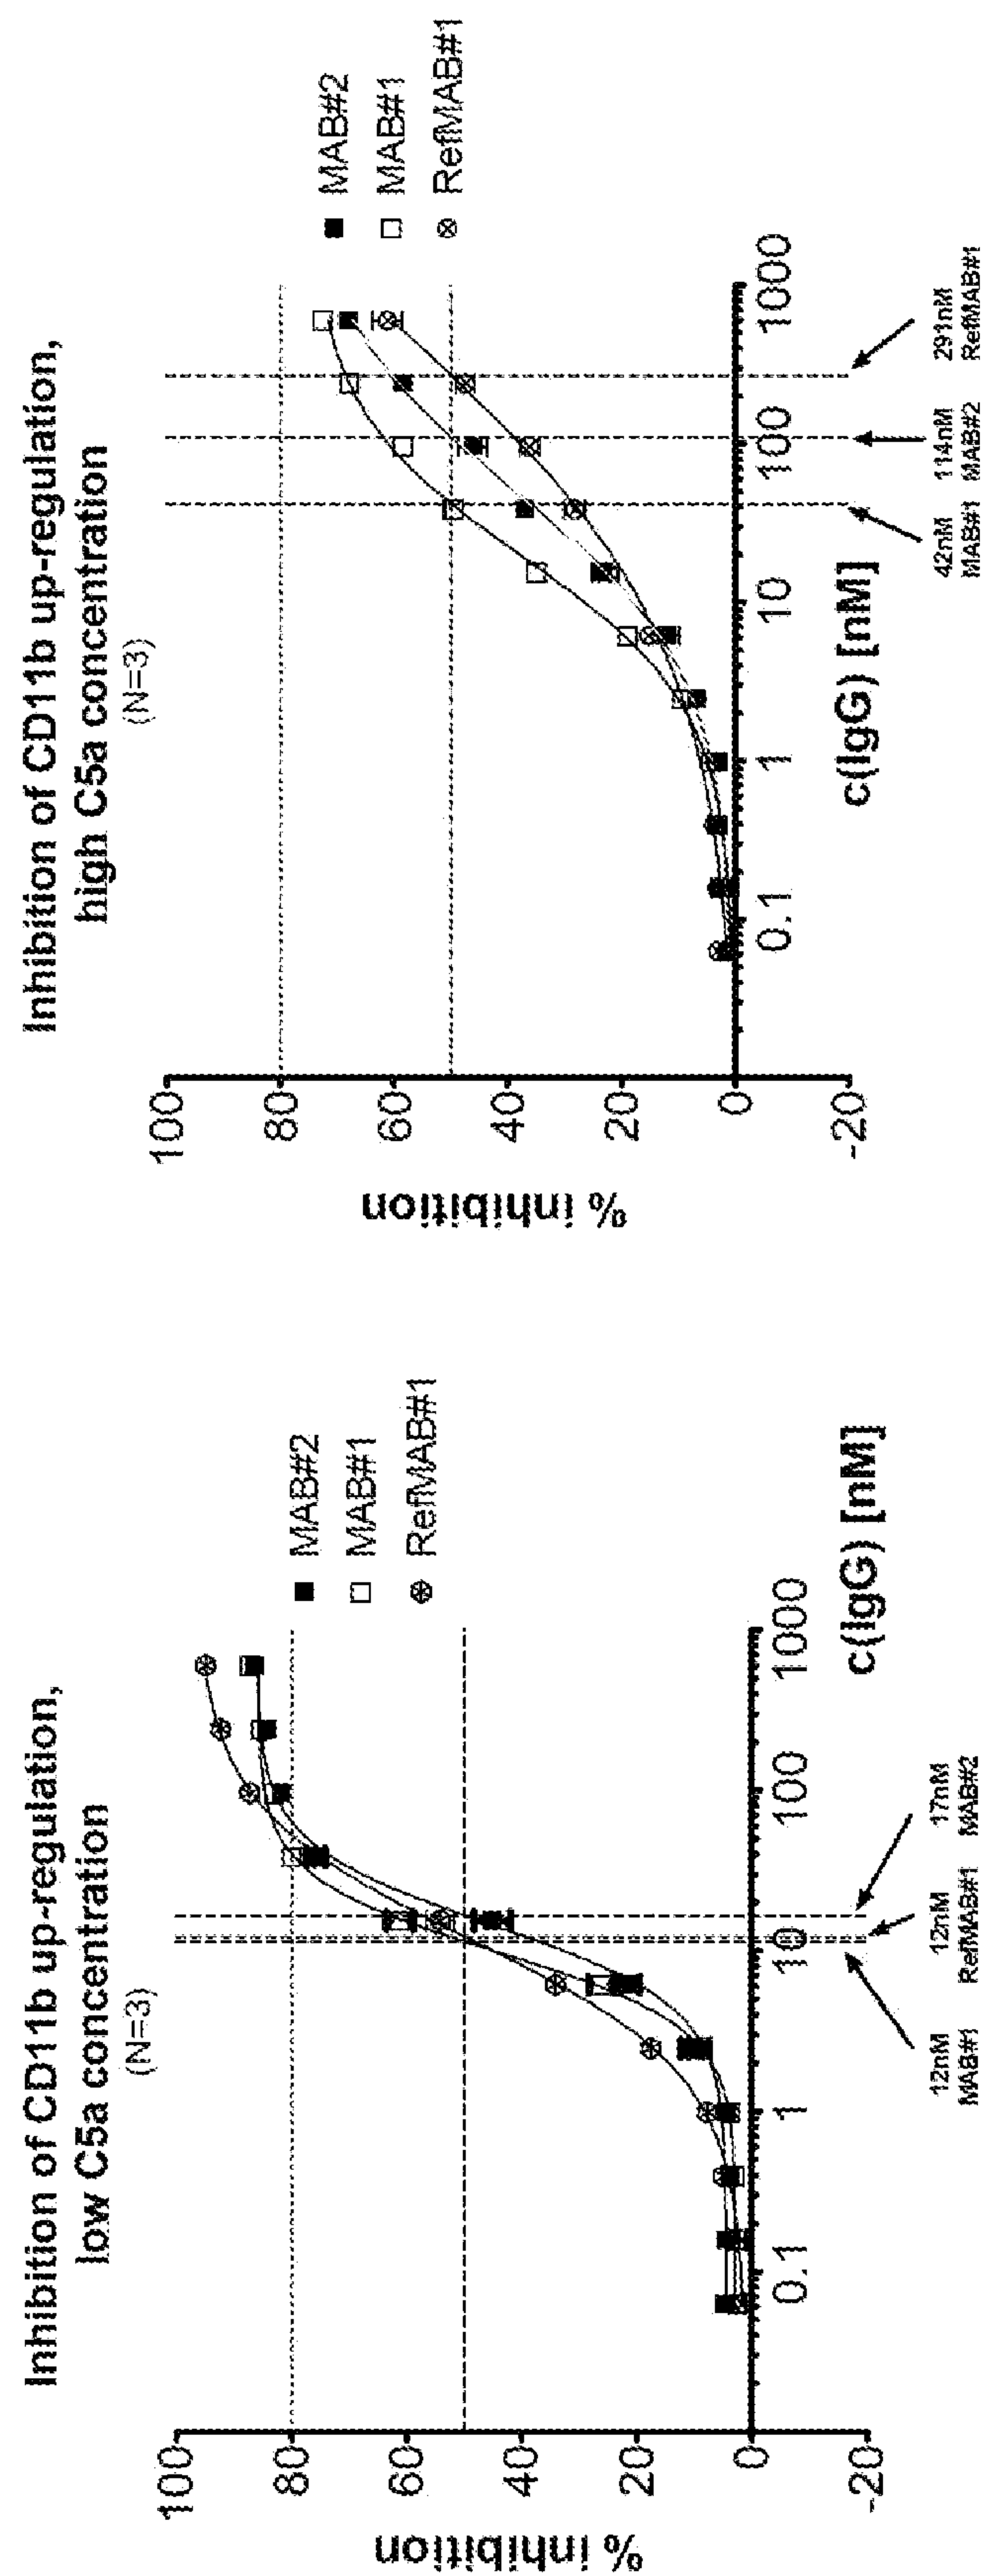 Inhibition of CD11b up-regulation,
low C5a concentration
(N=3)
100
80
60
40
20
0
-20
% inhibition
0.1
1
10
100
1000
c(IgG) [nM]
MAB#2
MAB#1
RefMAB#1
12nM
MAB#1
12nM
RefMAB#1
17nM
MAB#2
Inhibition of CD11b up-regulation,
high C5a concentration
(N=3)
100
80
60
40
20
0
-20
% inhibition
0.1
1
10
100
1000
c(IgG) [nM]
MAB#2
MAB#1
RefMAB#1
42nM
MAB#1
114nM
MAB#2
291nM
RefMAB#1